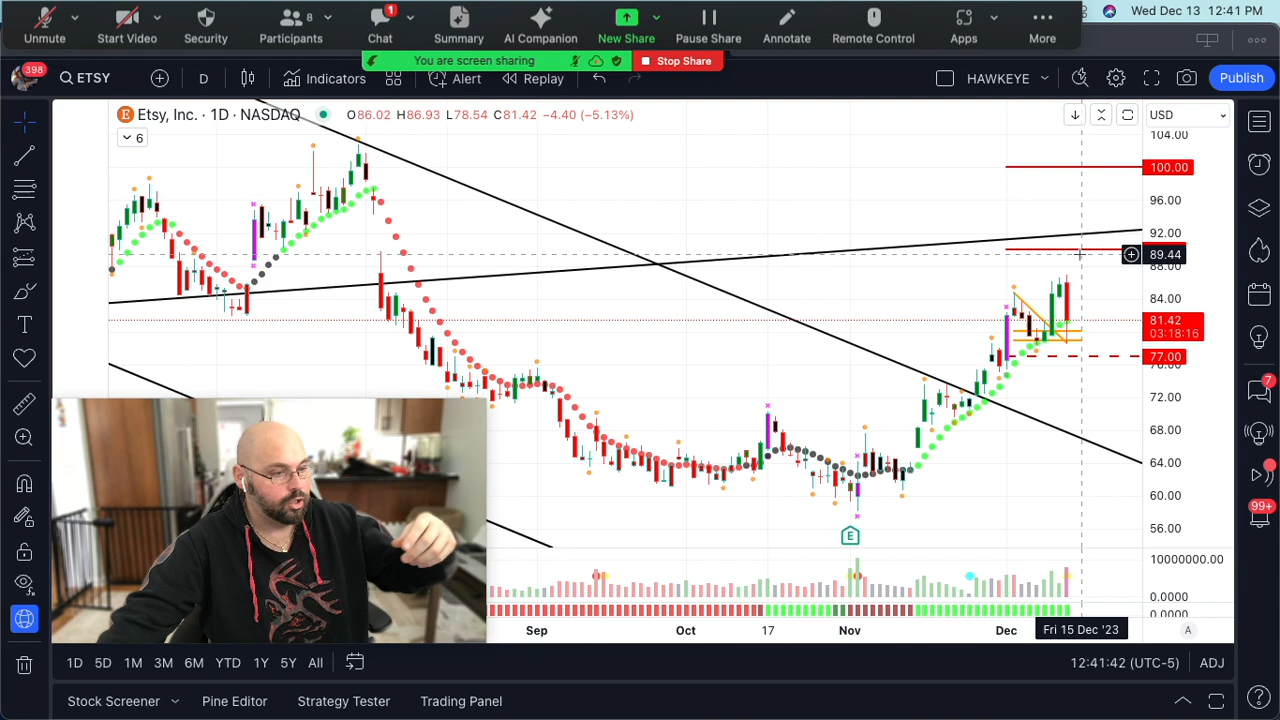 Wed Dec 13 12:41 PM
Unmute
Start Video
Security
8
Participants
1
Chat
Summary
AI Companion
New Share
Pause Share
Annotate
Remote Control
Apps
More
You are screen sharing
Stop Share
398
ETSY
D
Indicators
Alert
Replay
HAWKEYE
Publish
Etsy, Inc. · 1D · NASDAQ
O86.02 H86.93 L78.54 C81.42 −4.40 (−5.13%)
USD
6
104.00
100.00
96.00
92.00
89.44
88.00
84.00
81.42
03:18:16
77.00
76.00
72.00
68.00
64.00
60.00
56.00
E
10000000.00
0.0000
0.0000
7
99+
Sep
Oct
17
Nov
Dec
Fri 15 Dec '23
A
1D 5D 1M 3M 6M YTD 1Y 5Y All
12:41:42 (UTC-5)
ADJ
Stock Screener
Pine Editor
Strategy Tester
Trading Panel